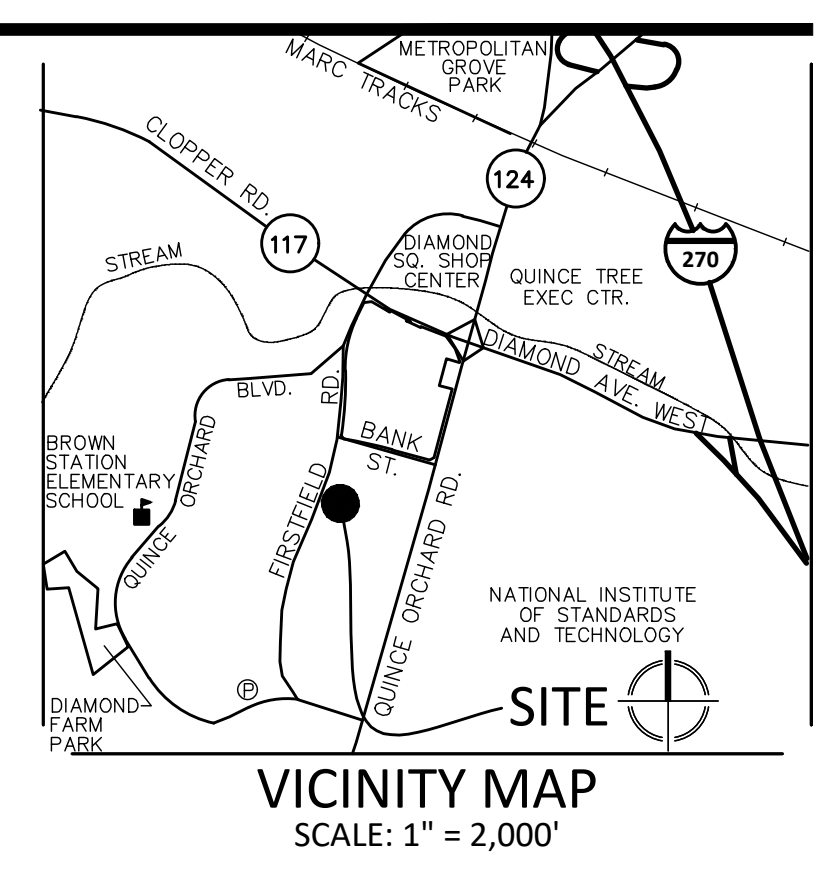 METROPOLITAN
GROVE
PARK
MARC TRACKS
CLOPPER RD.
124
117
DIAMOND
SQ. SHOP
CENTER
STREAM
270
QUINCE TREE
EXEC CTR.
DIAMOND AVE. WEST
STREAM
BLVD.
RD.
BANK
ST.
BROWN
STATION
ELEMENTARY
SCHOOL
QUINCE ORCHARD
FIRSTFIELD
QUINCE ORCHARD RD.
NATIONAL INSTITUTE
OF STANDARDS
AND TECHNOLOGY
P
DIAMOND
FARM
PARK
SITE
VICINITY MAP
SCALE: 1" = 2,000'